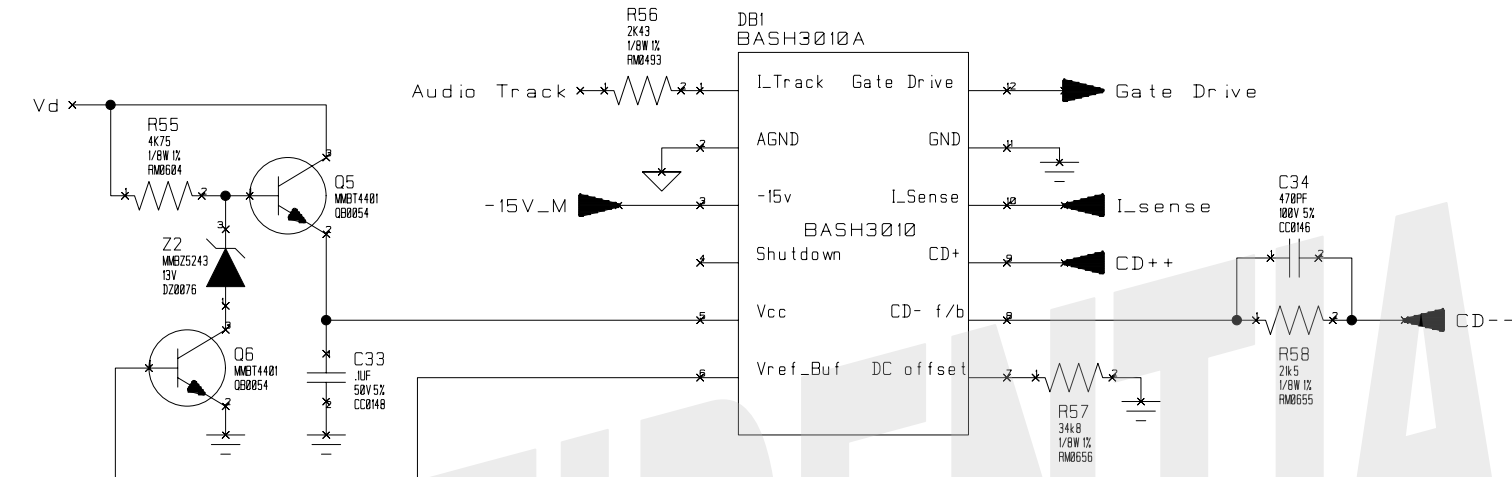 Vd
R55
4K75
1/8W 1%
RM0604
Q5
MMBT4401
QB0054
Z2
MMBZ5243
13V
DZ0076
Q6
MMBT4401
QB0054
C33
.1UF
50V 5%
CC0148
R56
2K43
1/8W 1%
RM0493
Audio Track
DB1
BASH3010A
I_Track Gate Drive
AGND GND
-15v I_Sense
BASH3010
Shutdown CD+
Vcc CD- f/b
Vref_Buf DC offset
-15V_M
Gate Drive
I_sense
CD++
C34
470PF
100V 5%
CC0146
CD--
R58
21k5
1/8W 1%
RM0655
R57
34k8
1/8W 1%
RM0656